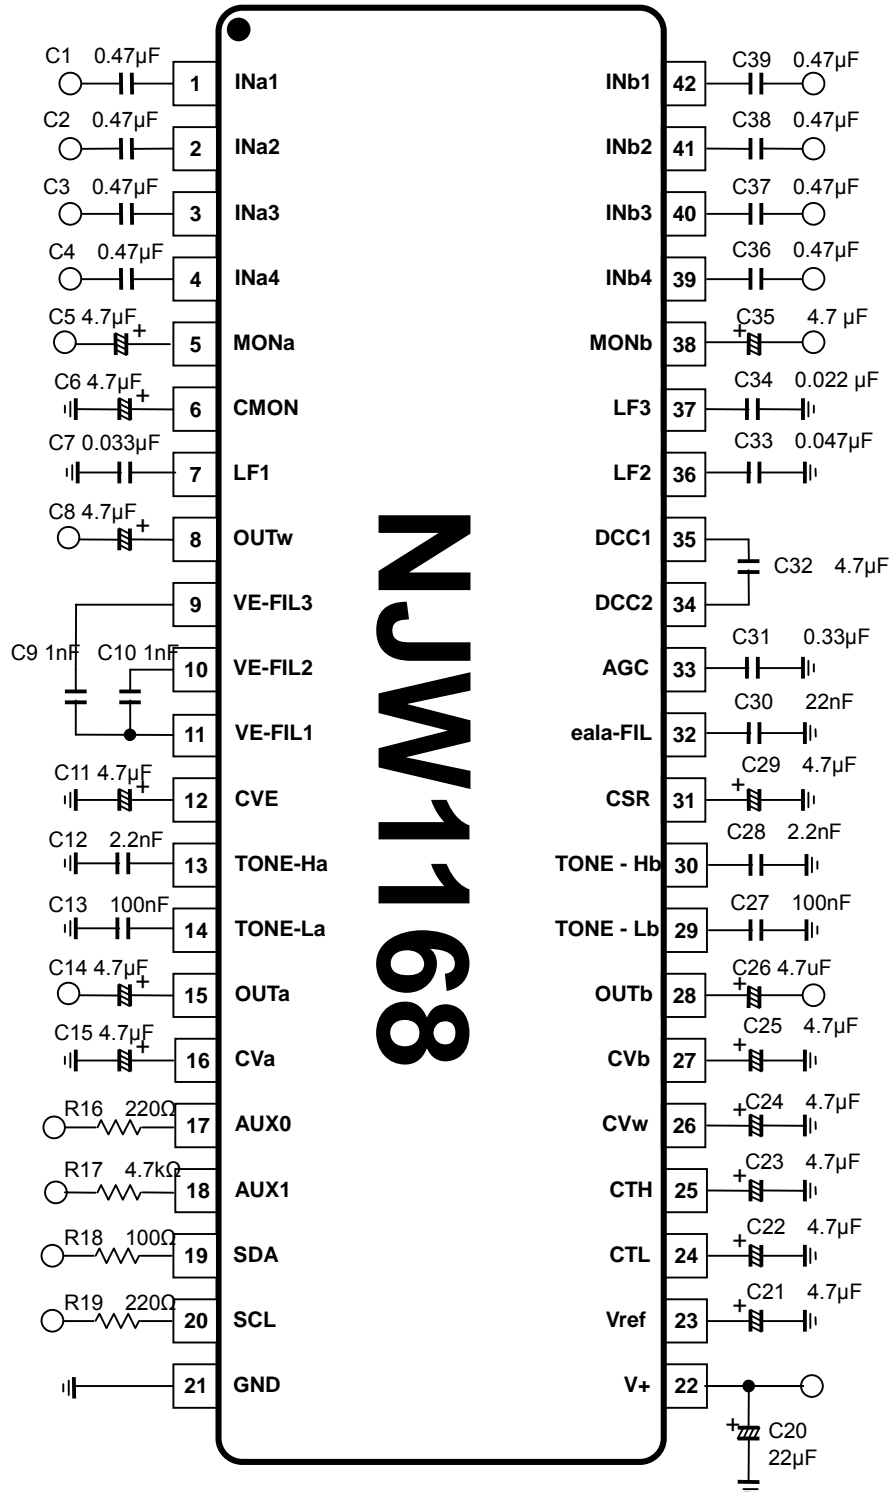 C1 0.47µF
1 INa1
C2 0.47µF
2 INa2
C3 0.47µF
3 INa3
C4 0.47µF
4 INa4
C5 4.7µF +
5 MONa
C6 4.7µF +
6 CMON
C7 0.033µF
7 LF1
C8 4.7µF +
8 OUTw
9 VE-FIL3
C9 1nF C10 1nF
10 VE-FIL2
11 VE-FIL1
C11 4.7µF +
12 CVE
C12 2.2nF
13 TONE-Ha
C13 100nF
14 TONE-La
C14 4.7µF +
15 OUTa
C15 4.7µF +
16 CVa
R16 220Ω
17 AUX0
R17 4.7kΩ
18 AUX1
R18 100Ω
19 SDA
R19 220Ω
20 SCL
21 GND
NJW1168
C39 0.47µF
INb1 42
C38 0.47µF
INb2 41
C37 0.47µF
INb3 40
C36 0.47µF
INb4 39
+ C35 4.7 µF
MONb 38
C34 0.022 µF
LF3 37
C33 0.047µF
LF2 36
DCC1 35
C32 4.7µF
DCC2 34
C31 0.33µF
AGC 33
C30 22nF
eala-FIL 32
+ C29 4.7µF
CSR 31
C28 2.2nF
TONE - Hb 30
C27 100nF
TONE - Lb 29
+ C26 4.7uF
OUTb 28
+ C25 4.7µF
CVb 27
+ C24 4.7µF
CVw 26
+ C23 4.7µF
CTH 25
+ C22 4.7µF
CTL 24
+ C21 4.7µF
Vref 23
V+ 22
+ C20
22µF